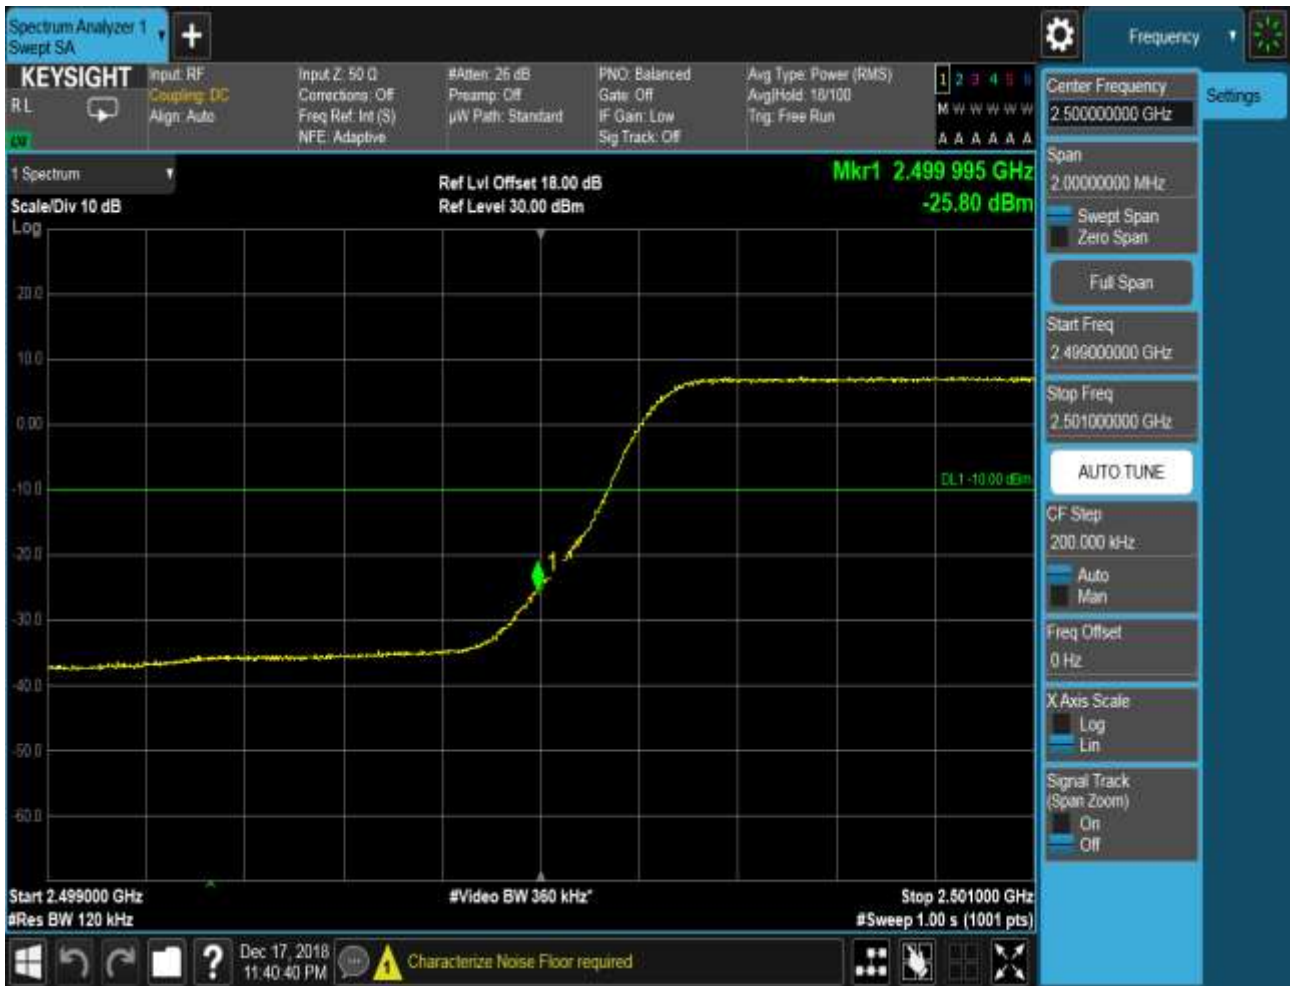 Spectrum Analyzer 1
Swept SA
+
Frequency
KEYSIGHT
Input: RF
Coupling: DC
Align: Auto
Input Z: 50 Ω
Corrections: Off
Freq Ref: Int (S)
NFE: Adaptive
#Atten: 26 dB
Preamp: Off
µW Path: Standard
PNO: Balanced
Gate: Off
IF Gain: Low
Sig Track: Off
Avg Type: Power (RMS)
Avg|Hold: 18/100
Trig: Free Run
1 2 3 4 5 6
M W W W W W
A A A A A A
R L
1 Spectrum
Scale/Div 10 dB
Log
Ref Lvl Offset 18.00 dB
Ref Level 30.00 dBm
Mkr1 2.499 995 GHz
-25.80 dBm
20.0
10.0
0.00
-10.0
-20.0
-30.0
-40.0
-50.0
-60.0
DL1 -10.00 dBm
1
Start 2.499000 GHz
#Res BW 120 kHz
#Video BW 360 kHz*
Stop 2.501000 GHz
#Sweep 1.00 s (1001 pts)
Center Frequency
2.500000000 GHz
Settings
Span
2.00000000 MHz
Swept Span
Zero Span
Full Span
Start Freq
2.499000000 GHz
Stop Freq
2.501000000 GHz
AUTO TUNE
CF Step
200.000 kHz
Auto
Man
Freq Offset
0 Hz
X Axis Scale
Log
Lin
Signal Track
(Span Zoom)
On
Off
?
Dec 17, 2018
11:40:40 PM
1
Characterize Noise Floor required